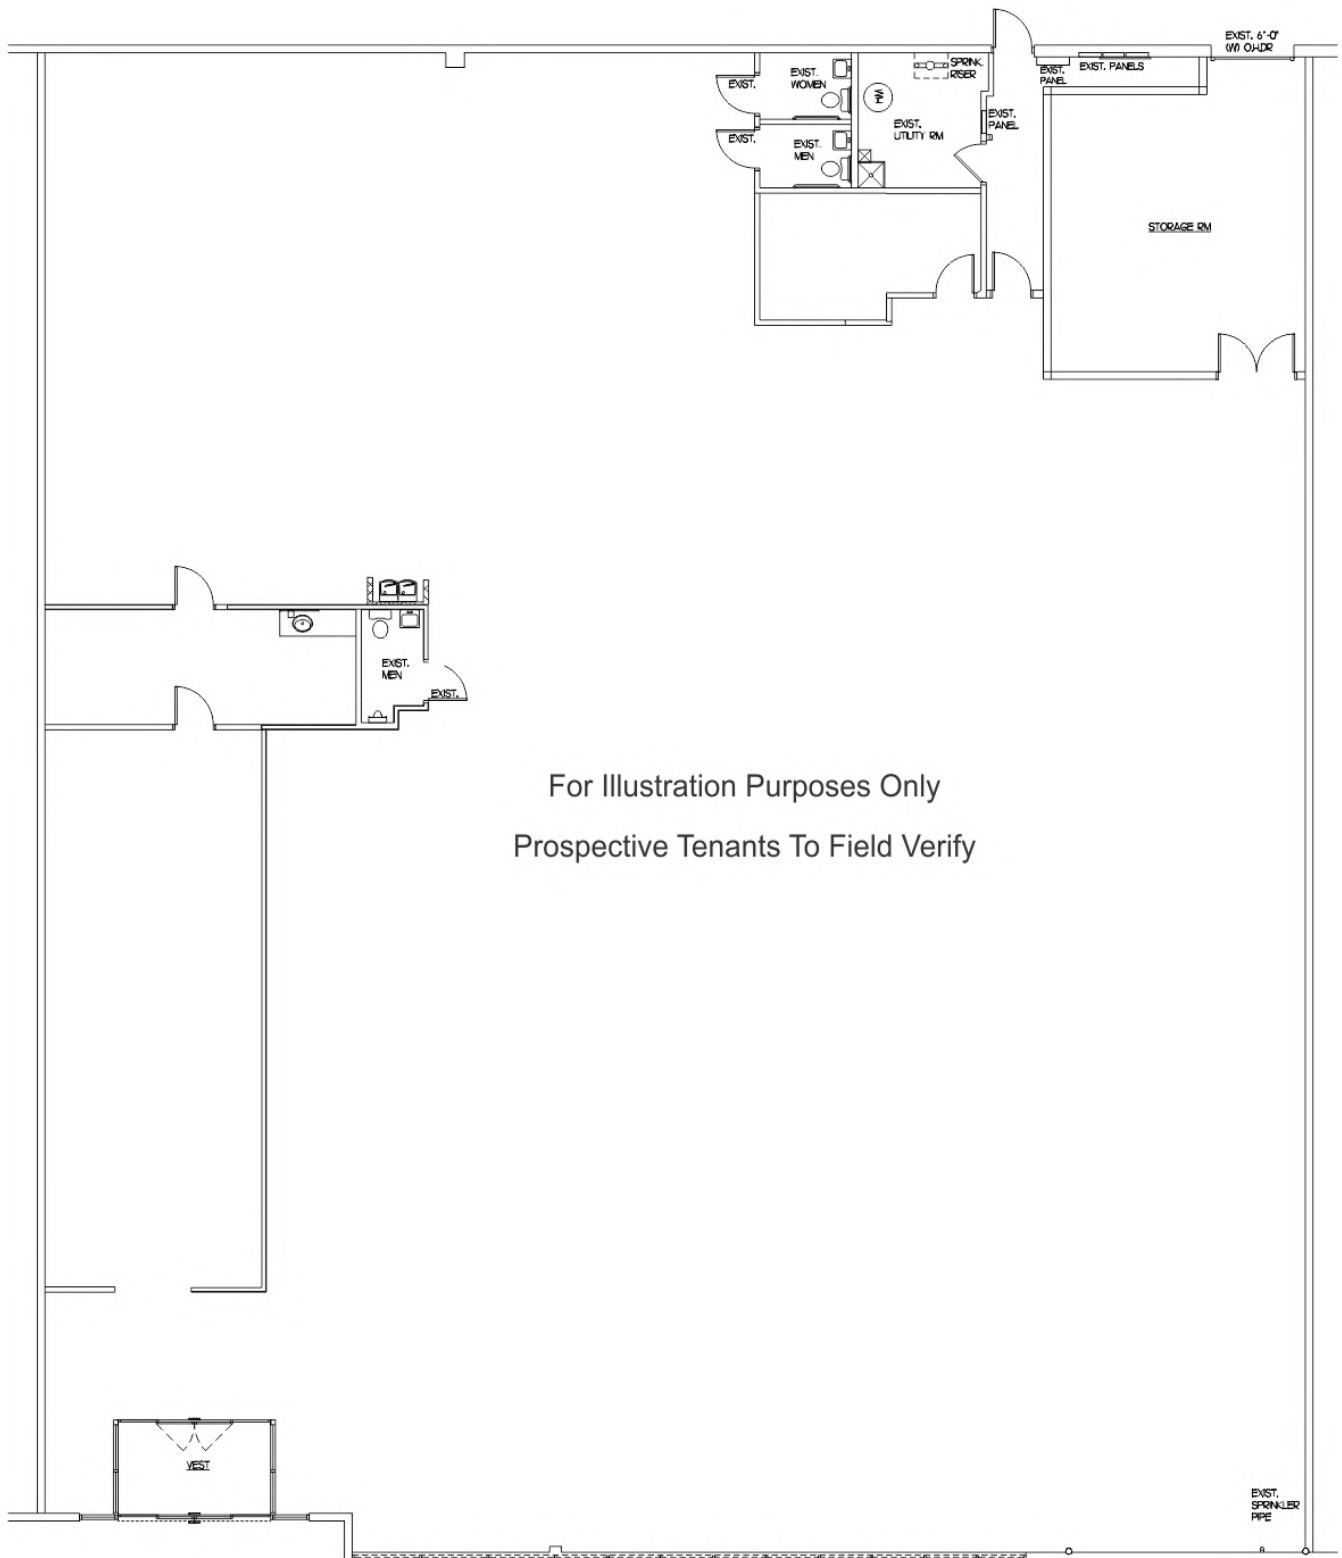 EXIST. 6'-0"
(W) O.H.DR
SPRINK.
RISER
EXIST. PANELS
EXIST.
PANEL
EXIST.
WOMEN
EXIST.
WH
EXIST.
PANEL
EXIST.
UTILITY RM
EXIST.
EXIST.
MEN
STORAGE RM
EXIST.
MEN
EXIST.
For Illustration Purposes Only
Prospective Tenants To Field Verify
VEST
EXIST.
SPRINKLER
PIPE